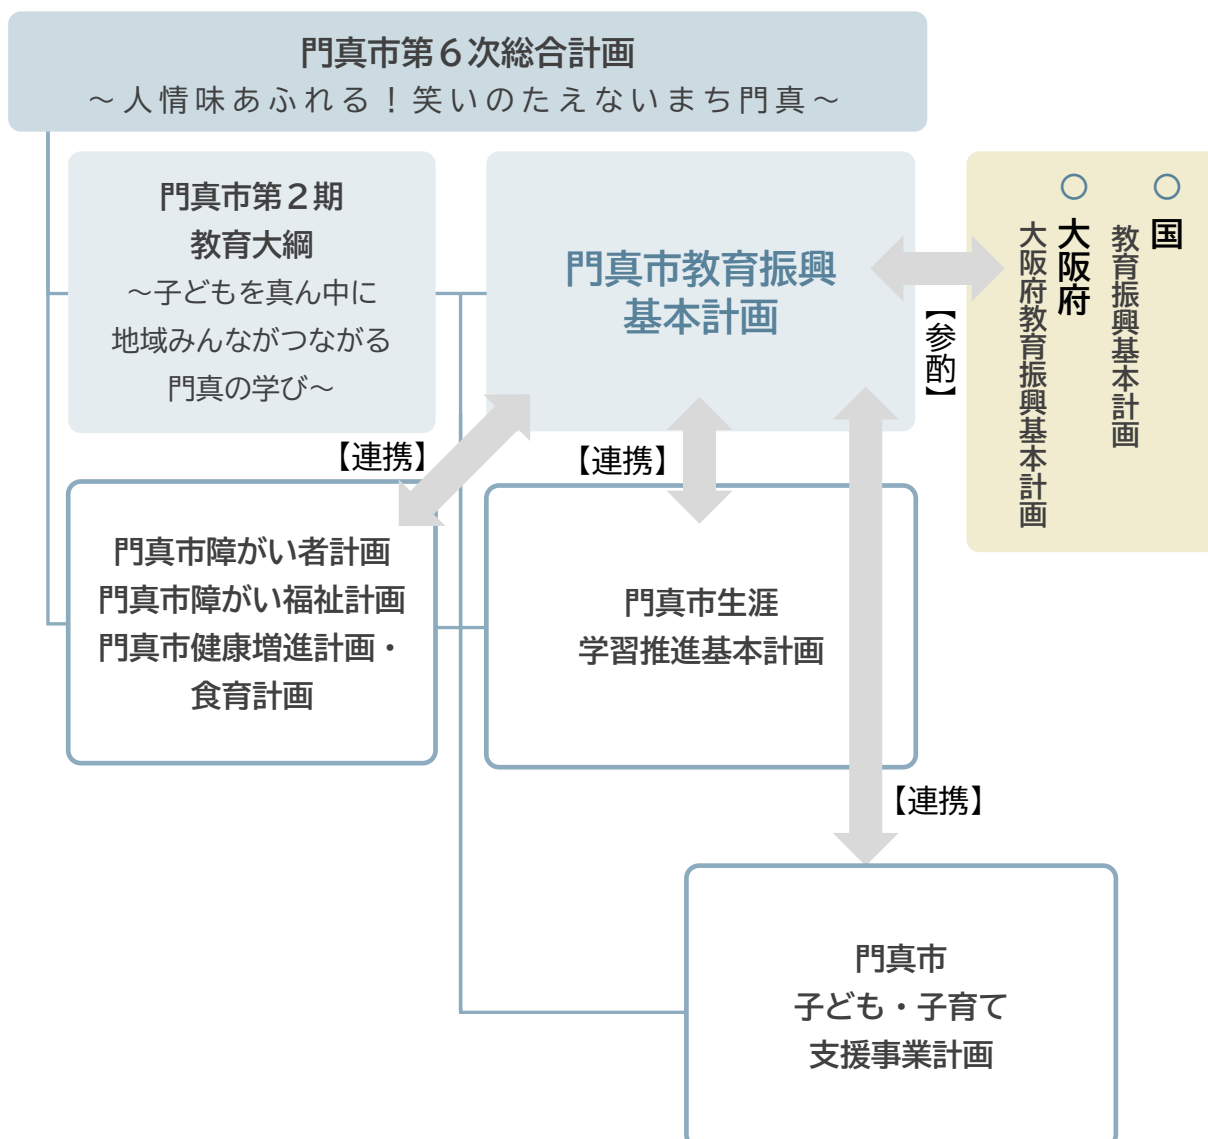 門真市第６次総合計画
～人情味あふれる！笑いのたえないまち門真～
門真市第２期
教育大綱
～子どもを真ん中に
地域みんながつながる
門真の学び～
門真市教育振興
基本計画
【参酌】
○国
教育振興基本計画
○大阪府
大阪府教育振興基本計画
【連携】
【連携】
門真市障がい者計画
門真市障がい福祉計画
門真市健康増進計画・
食育計画
門真市生涯
学習推進基本計画
【連携】
門真市
子ども・子育て
支援事業計画